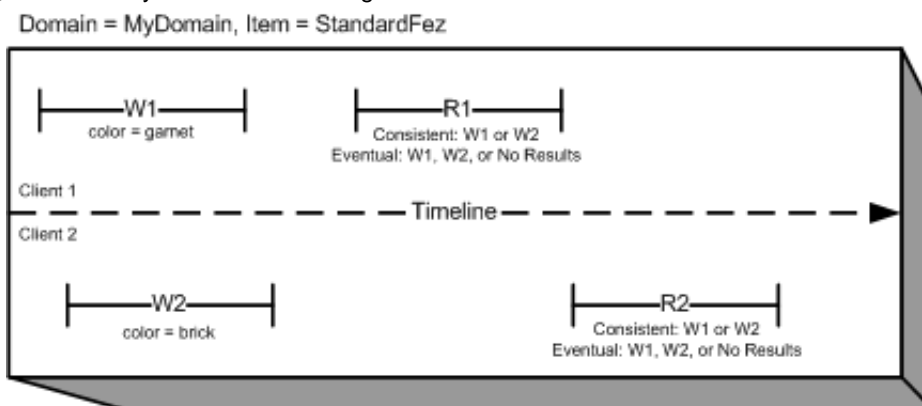 Domain = MyDomain, Item = StandardFez
W1
color = garnet
R1
Consistent: W1 or W2
Eventual: W1, W2, or No Results
Client 1
Timeline
Client 2
W2
color = brick
R2
Consistent: W1 or W2
Eventual: W1, W2, or No Results